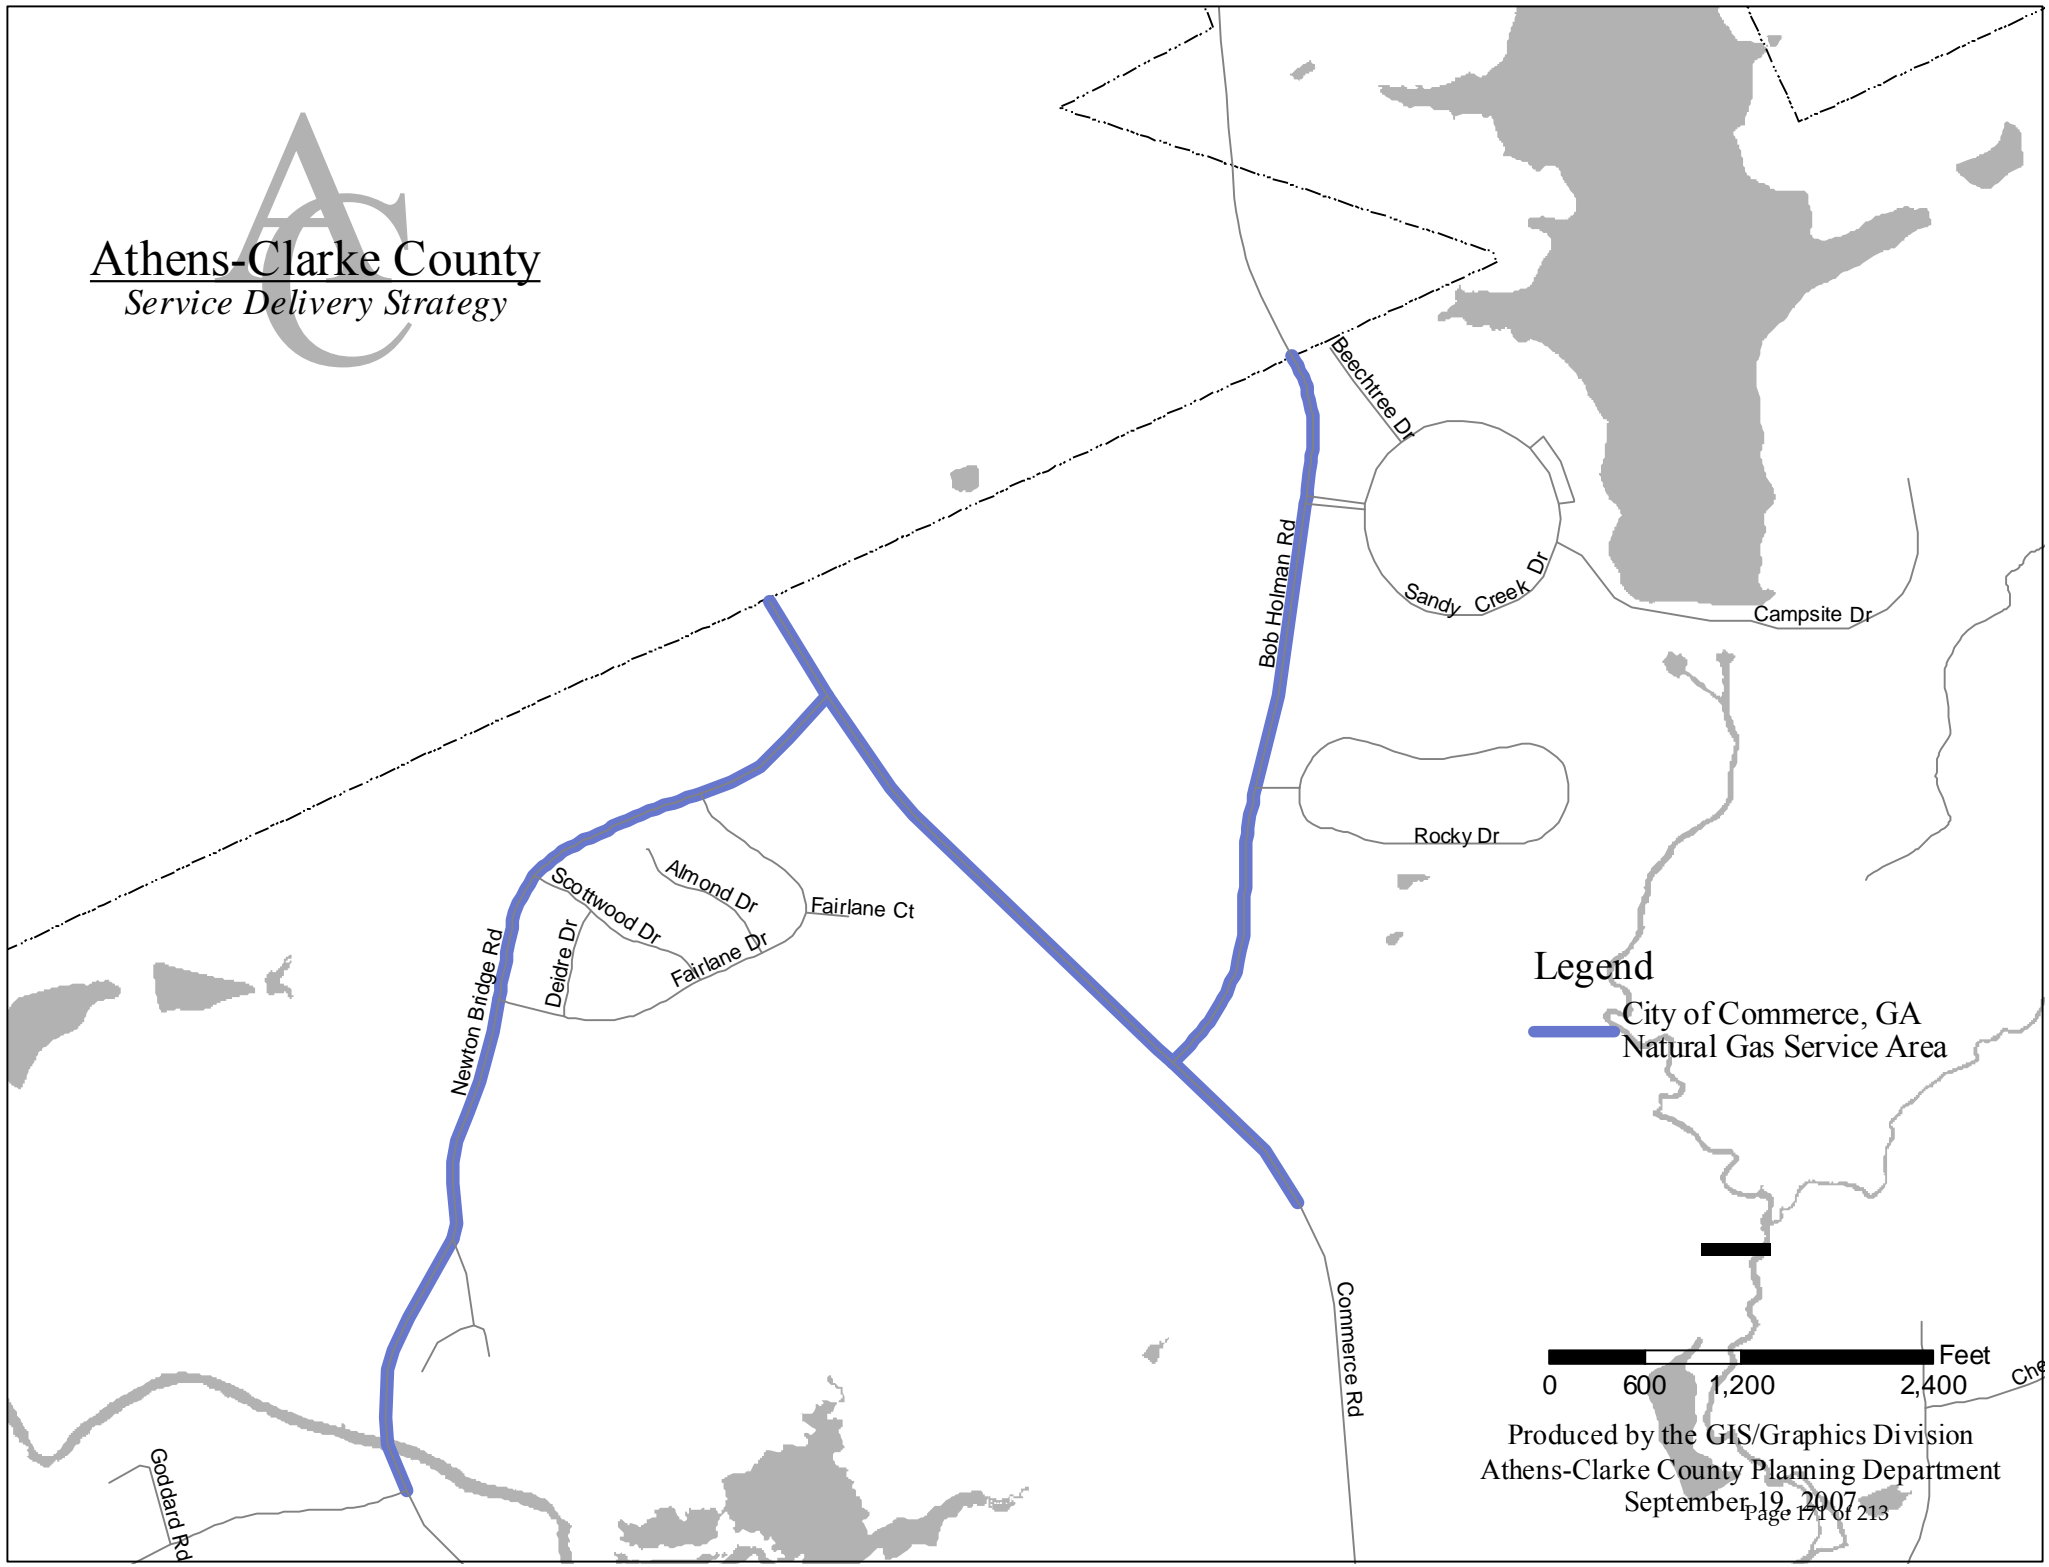 AC
Athens-Clarke County
Service Delivery Strategy
Beechtree Dr
Bob Holman Rd
Sandy Creek Dr
Campsite Dr
Rocky Dr
Scottwood Dr
Almond Dr
Fairlane Ct
Deidre Dr
Fairlane Dr
Newton Bridge Rd
Legend
City of Commerce, GA
Natural Gas Service Area
Commerce Rd
Feet
0 600 1,200 2,400
Che
Goddard Rd
Produced by the GIS/Graphics Division
Athens-Clarke County Planning Department
September 19, 2007
Page 171 of 213